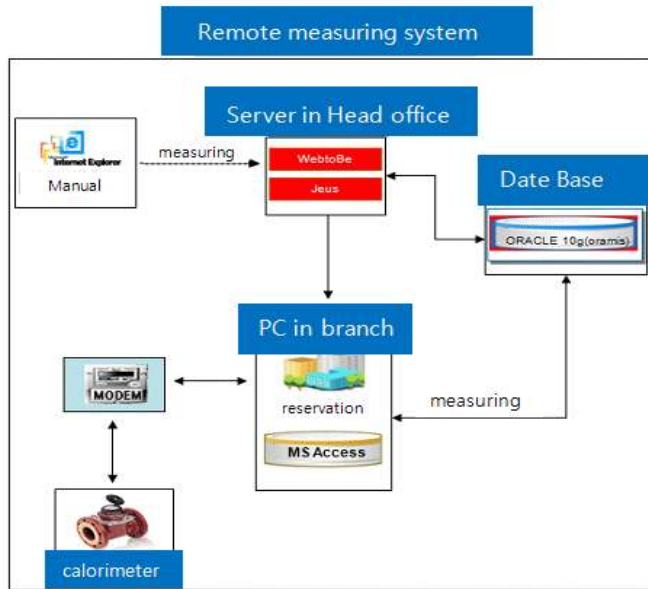 Remote measuring system
Server in Head office
Internet Explorer
Manual
measuring
WebtoBe
Jeus
Date Base
ORACLE 10g(oramis)
PC in branch
reservation
MS Access
measuring
MODEM
calorimeter